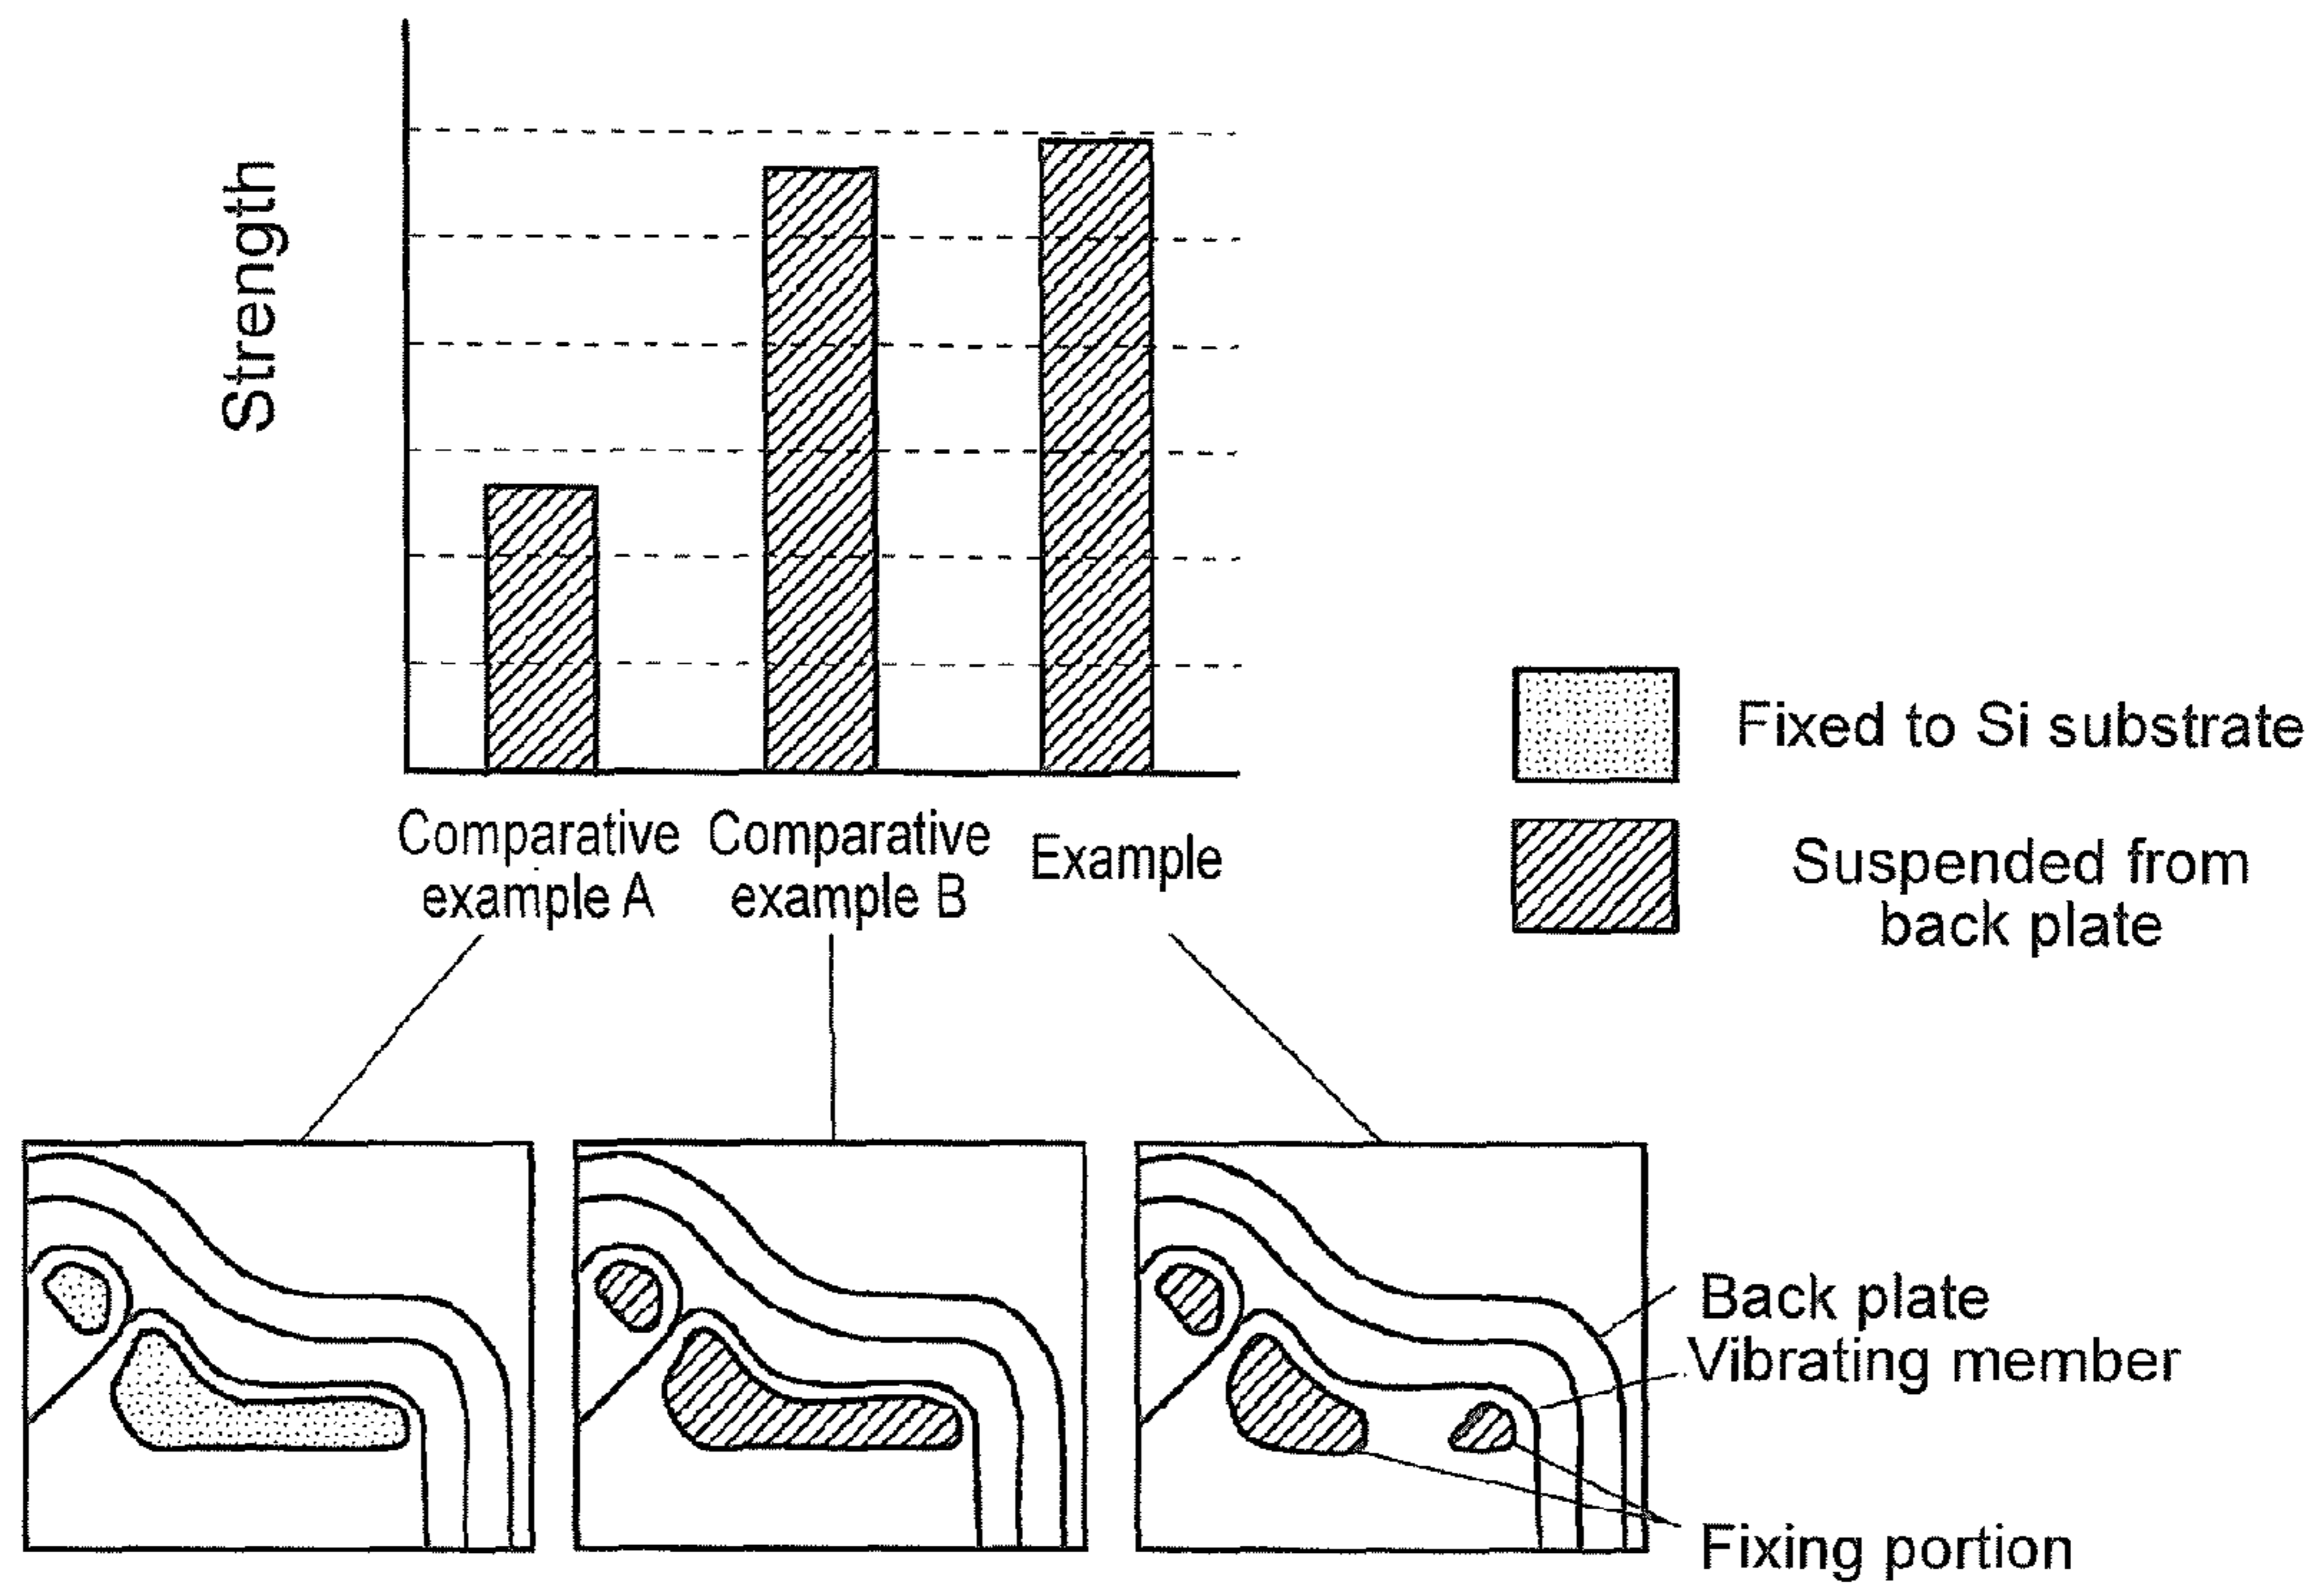 Strength
Comparative
example A
Comparative
example B
Example
Fixed to Si substrate
Suspended from
back plate
Back plate
Vibrating member
Fixing portion